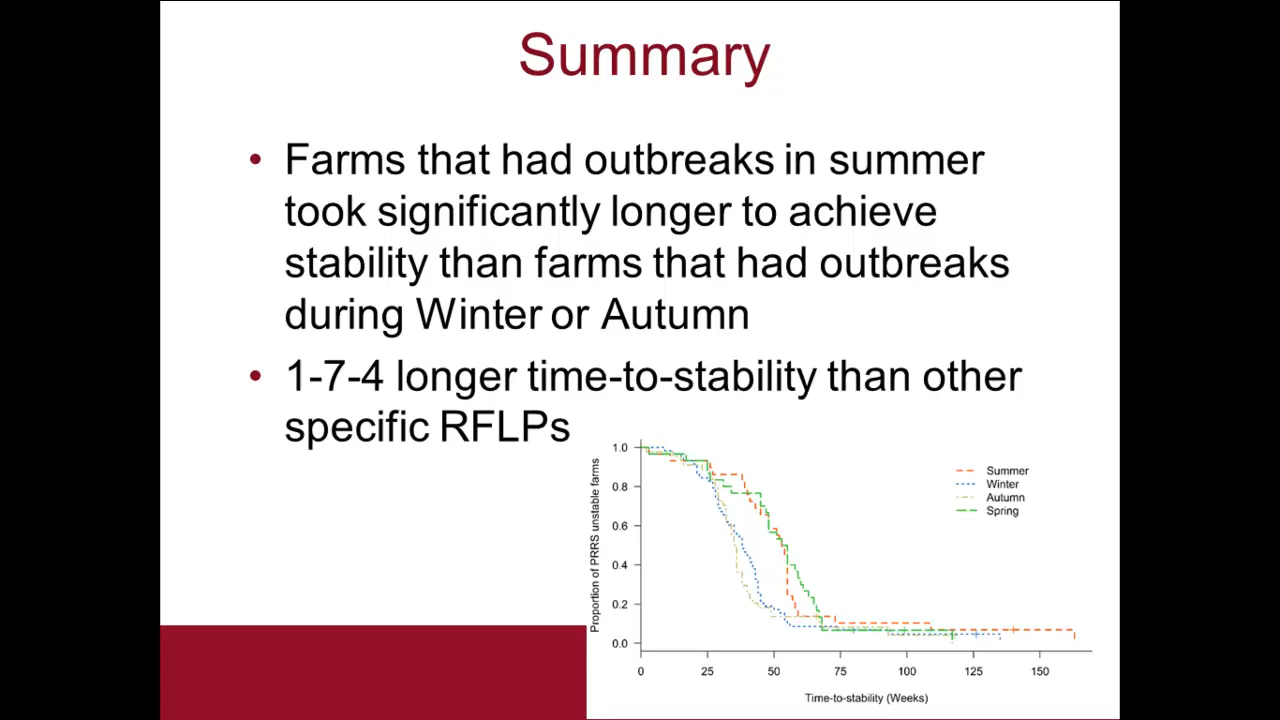 Summary
• Farms that had outbreaks in summer
took significantly longer to achieve
stability than farms that had outbreaks
during Winter or Autumn
• 1-7-4 longer time-to-stability than other
specific RFLPs
Proportion of PRRS unstable farms
1.0
0.8
0.6
0.4
0.2
0.0
Summer
Winter
Autumn
Spring
0 25 50 75 100 125 150
Time-to-stability (Weeks)